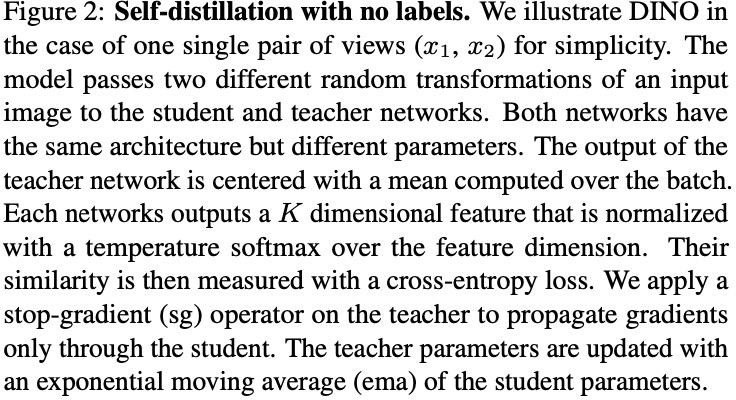 Figure 2: Self-distillation with no labels. We illustrate DINO in
the case of one single pair of views (x₁, x₂) for simplicity. The
model passes two different random transformations of an input
image to the student and teacher networks. Both networks have
the same architecture but different parameters. The output of the
teacher network is centered with a mean computed over the batch.
Each networks outputs a K dimensional feature that is normalized
with a temperature softmax over the feature dimension. Their
similarity is then measured with a cross-entropy loss. We apply a
stop-gradient (sg) operator on the teacher to propagate gradients
only through the student. The teacher parameters are updated with
an exponential moving average (ema) of the student parameters.